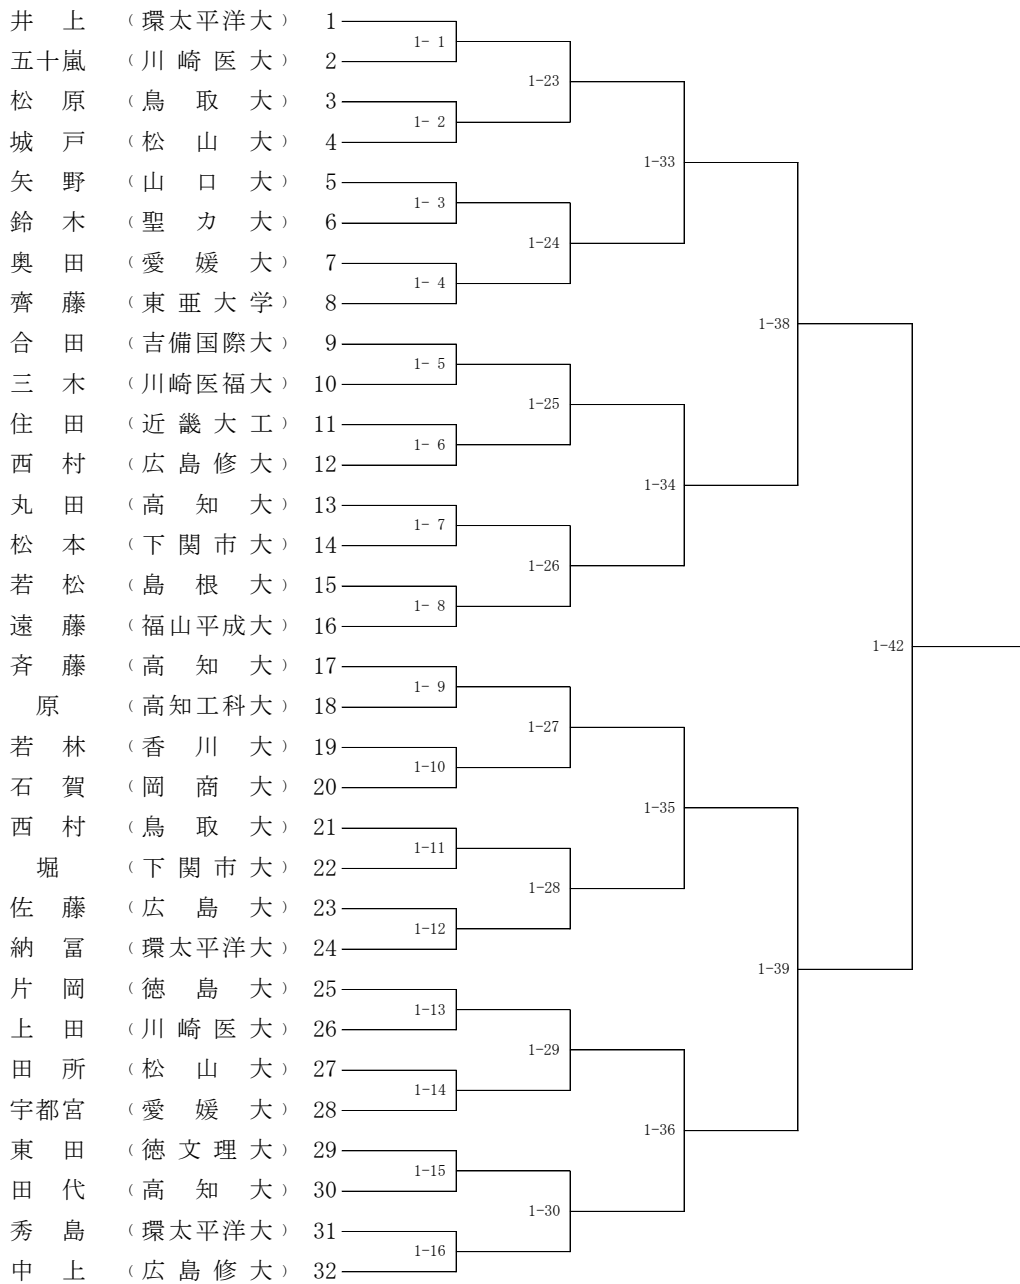 井 上 (環太平洋大) 1
1- 1
五十嵐 (川崎医大) 2
1-23
松 原 (鳥 取 大) 3
1- 2
城 戸 (松 山 大) 4
1-33
矢 野 (山 口 大) 5
1- 3
鈴 木 (聖 カ 大) 6
1-24
奥 田 (愛 媛 大) 7
1- 4
齊 藤 (東亜大学) 8
1-38
合 田 (吉備国際大) 9
1- 5
三 木 (川崎医福大) 10
1-25
住 田 (近畿大工) 11
1- 6
西 村 (広島修大) 12
1-34
丸 田 (高 知 大) 13
1- 7
松 本 (下関市大) 14
1-26
若 松 (島 根 大) 15
1- 8
遠 藤 (福山平成大) 16
1-42
斉 藤 (高 知 大) 17
1- 9
原 (高知工科大) 18
1-27
若 林 (香 川 大) 19
1-10
石 賀 (岡 商 大) 20
1-35
西 村 (鳥 取 大) 21
1-11
堀 (下関市大) 22
1-28
佐 藤 (広 島 大) 23
1-12
納 冨 (環太平洋大) 24
1-39
片 岡 (徳 島 大) 25
1-13
上 田 (川崎医大) 26
1-29
田 所 (松 山 大) 27
1-14
宇都宮 (愛 媛 大) 28
1-36
東 田 (徳文理大) 29
1-15
田 代 (高 知 大) 30
1-30
秀 島 (環太平洋大) 31
1-16
中 上 (広島修大) 32